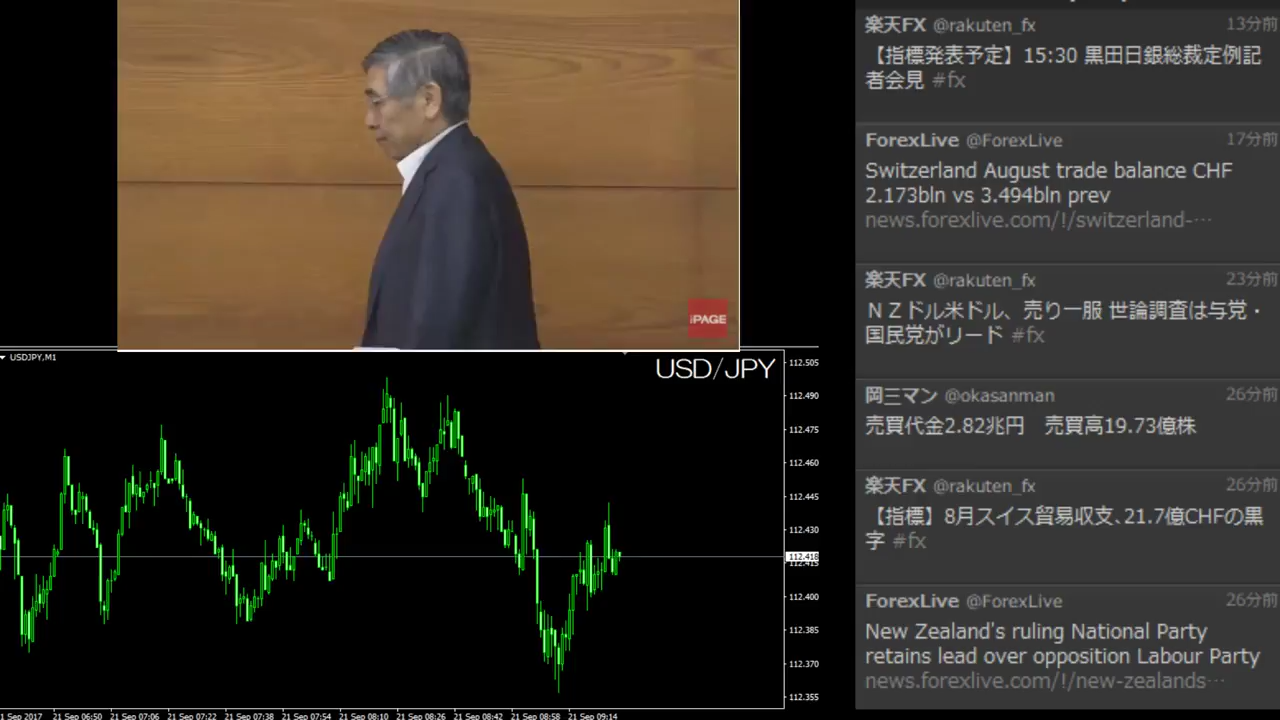 楽天FX @rakuten_fx 13分前
【指標発表予定】15:30 黒田日銀総裁定例記
者会見 #fx
ForexLive @ForexLive 17分前
Switzerland August trade balance CHF
2.173bln vs 3.494bln prev
news.forexlive.com/!/switzerland-…
楽天FX @rakuten_fx 23分前
ＮＺドル米ドル、売り一服 世論調査は与党・
国民党がリード #fx
岡三マン @okasanman 26分前
売買代金2.82兆円　売買高19.73億株
楽天FX @rakuten_fx 26分前
【指標】8月スイス貿易収支､21.7億CHFの黒
字 #fx
ForexLive @ForexLive 26分前
New Zealand's ruling National Party
retains lead over opposition Labour Party
news.forexlive.com/!/new-zealands…
iPAGE
USDJPY,M1
USD/JPY
112.505
112.490
112.475
112.460
112.445
112.430
112.418
112.415
112.400
112.385
112.370
112.355
1 Sep 2017 21 Sep 06:50 21 Sep 07:06 21 Sep 07:22 21 Sep 07:38 21 Sep 07:54 21 Sep 08:10 21 Sep 08:26 21 Sep 08:42 21 Sep 08:58 21 Sep 09:14